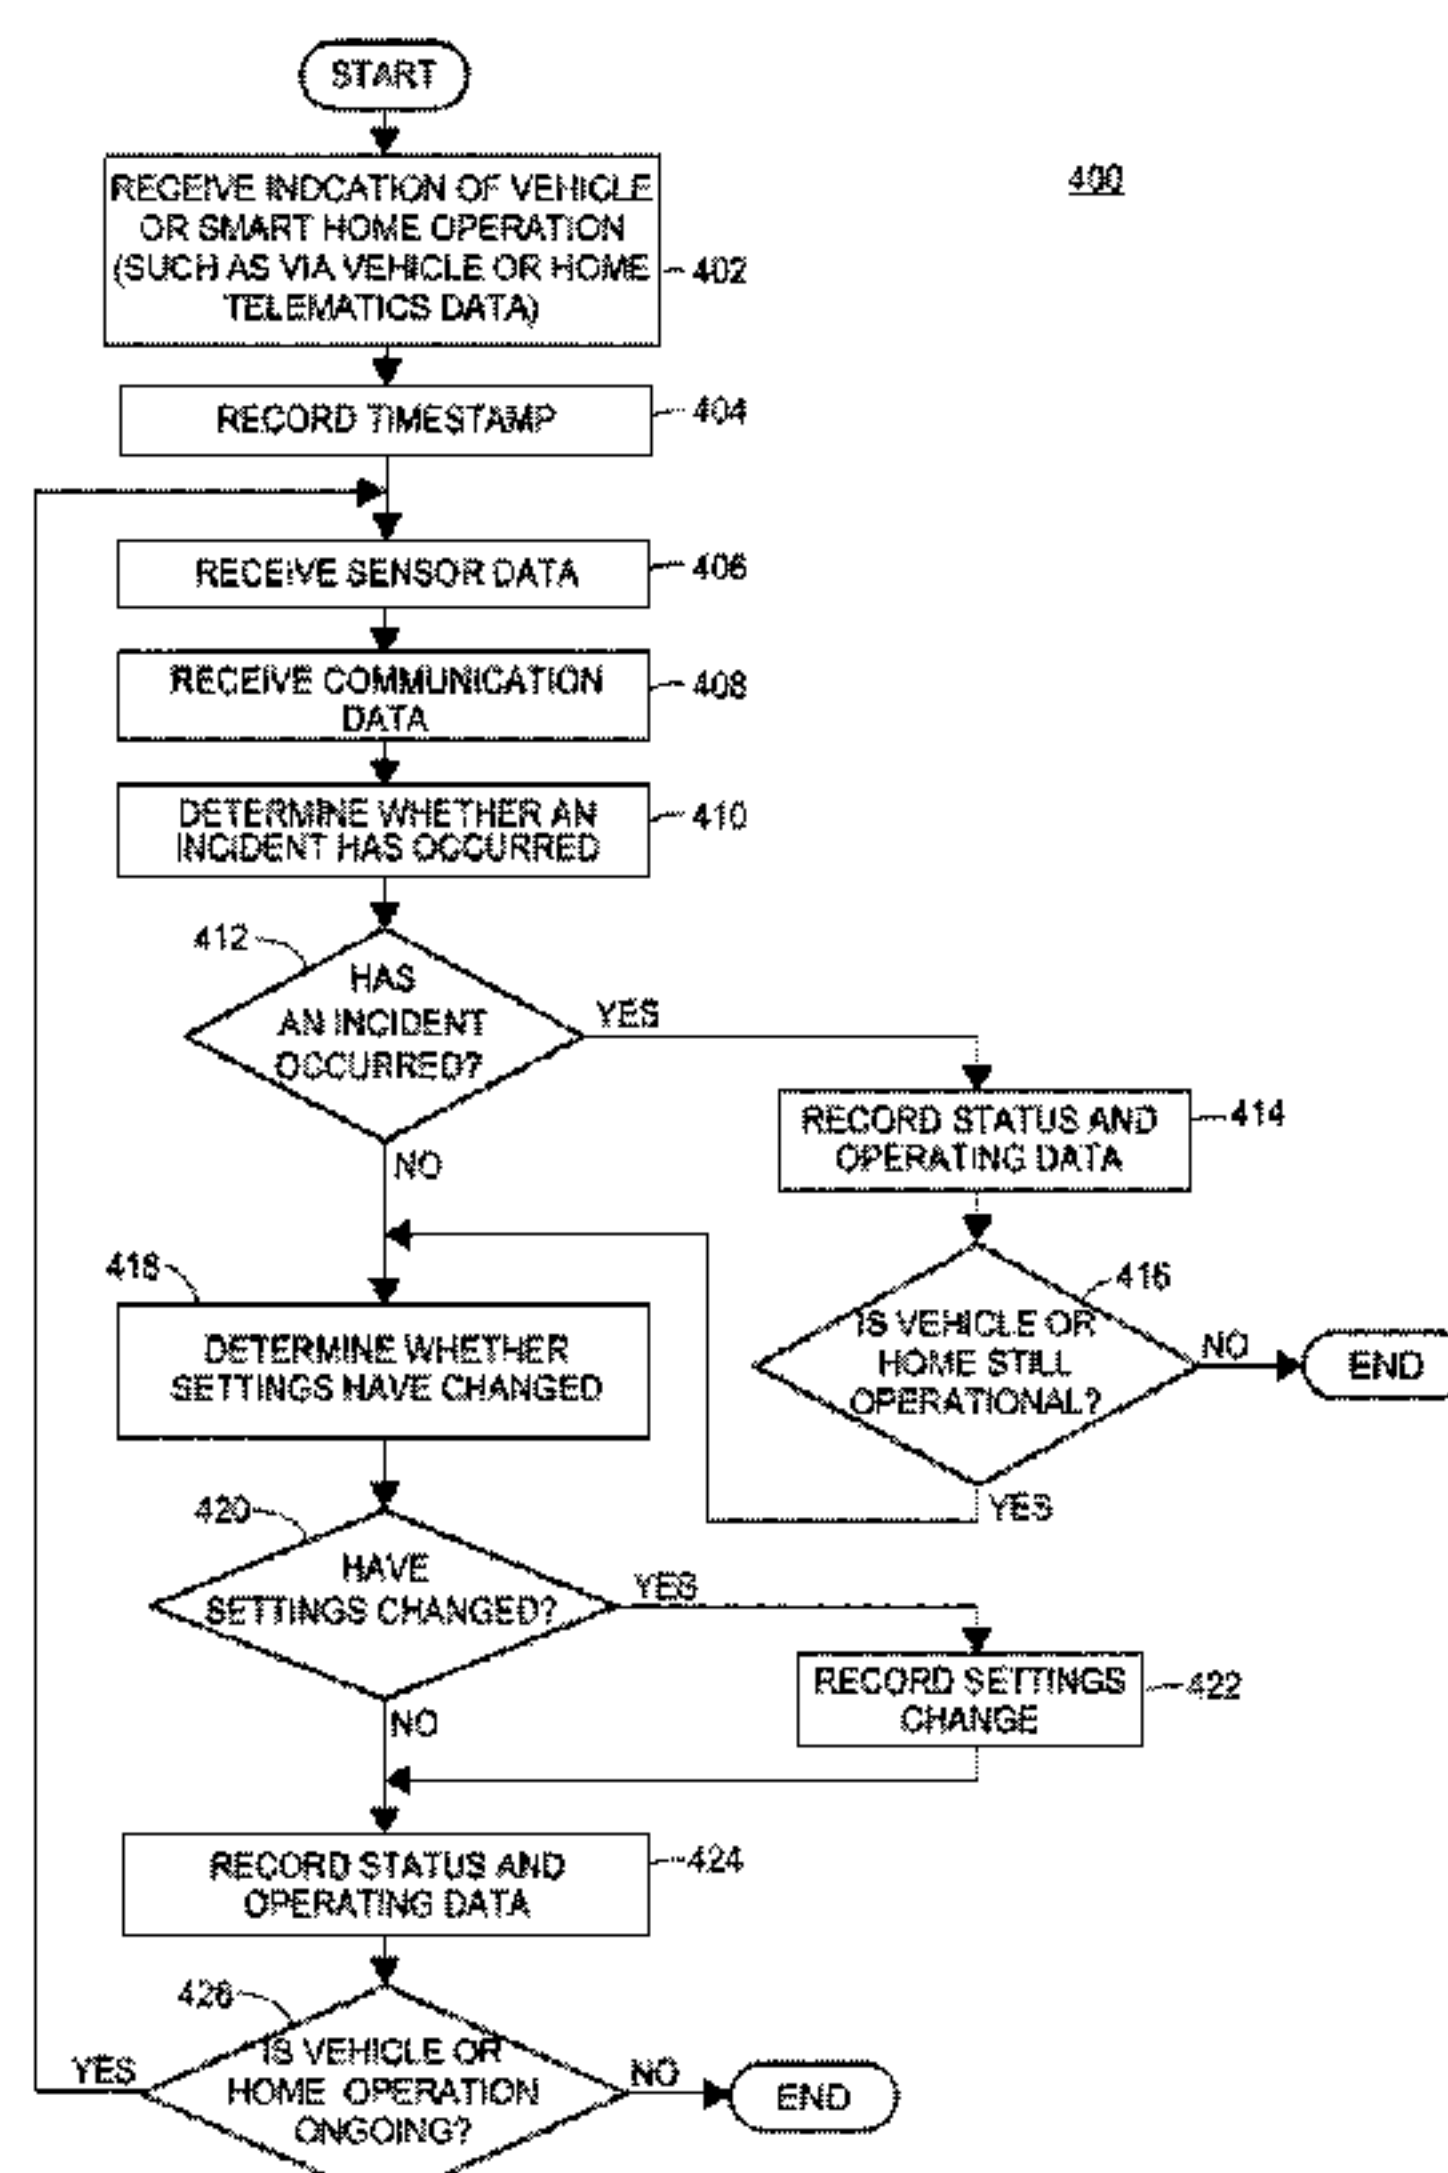 START
400
RECEIVE INDCATION OF VEHICLE
OR SMART HOME OPERATION
(SUCH AS VIA VEHICLE OR HOME
TELEMATICS DATA)
402
RECORD TIMESTAMP
404
RECEIVE SENSOR DATA
406
RECEIVE COMMUNICATION
DATA
408
DETERMINE WHETHER AN
INCIDENT HAS OCCURRED
410
412
HAS
AN INCIDENT
OCCURRED?
YES
NO
RECORD STATUS AND
OPERATING DATA
414
416
IS VEHICLE OR
HOME STILL
OPERATIONAL?
NO
END
YES
418
DETERMINE WHETHER
SETTINGS HAVE CHANGED
420
HAVE
SETTINGS CHANGED?
YES
NO
RECORD SETTINGS
CHANGE
422
RECORD STATUS AND
OPERATING DATA
424
426
IS VEHICLE OR
HOME OPERATION
ONGOING?
YES
NO
END